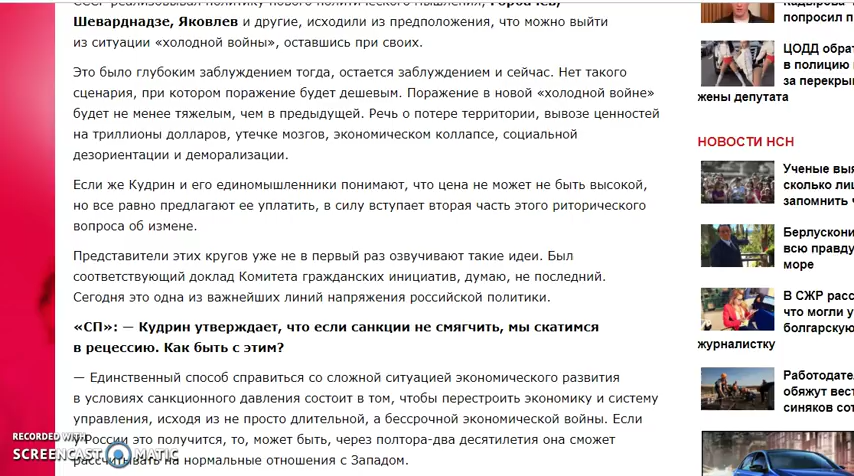 Шеварднадзе, Яковлев и другие, исходили из предположения, что можно выйти
из ситуации «холодной войны», оставшись при своих.
Это было глубоким заблуждением тогда, остается заблуждением и сейчас. Нет такого
сценария, при котором поражение будет дешевым. Поражение в новой «холодной войне»
будет не менее тяжелым, чем в предыдущей. Речь о потере территории, вывозе ценностей
на триллионы долларов, утечке мозгов, экономическом коллапсе, социальной
дезориентации и деморализации.
Если же Кудрин и его единомышленники понимают, что цена не может не быть высокой,
но все равно предлагают ее уплатить, в силу вступает вторая часть этого риторического
вопроса об измене.
Представители этих кругов уже не в первый раз озвучивают такие идеи. Был
соответствующий доклад Комитета гражданских инициатив, думаю, не последний.
Сегодня это одна из важнейших линий напряжения российской политики.
«СП»: — Кудрин утверждает, что если санкции не смягчить, мы скатимся
в рецессию. Как быть с этим?
— Единственный способ справиться со сложной ситуацией экономического развития
в условиях санкционного давления состоит в том, чтобы перестроить экономику и систему
управления, исходя из не просто длительной, а бессрочной экономической войны. Если
у России это получится, то, может быть, через полтора-два десятилетия она сможет
рассчитывать на нормальные отношения с Западом.
попросил п
ЦОДД обрат
в полицию
за перекры
жены депутата
НОВОСТИ НСН
Ученые выя
сколько ли
запомнить ч
Берлускони
всю правду
море
В СЖР расс
что могли у
болгарскую
журналистку
Работодате
обяжут вест
синяков сот
RECORDED WITH
SCREENCAST MATIC